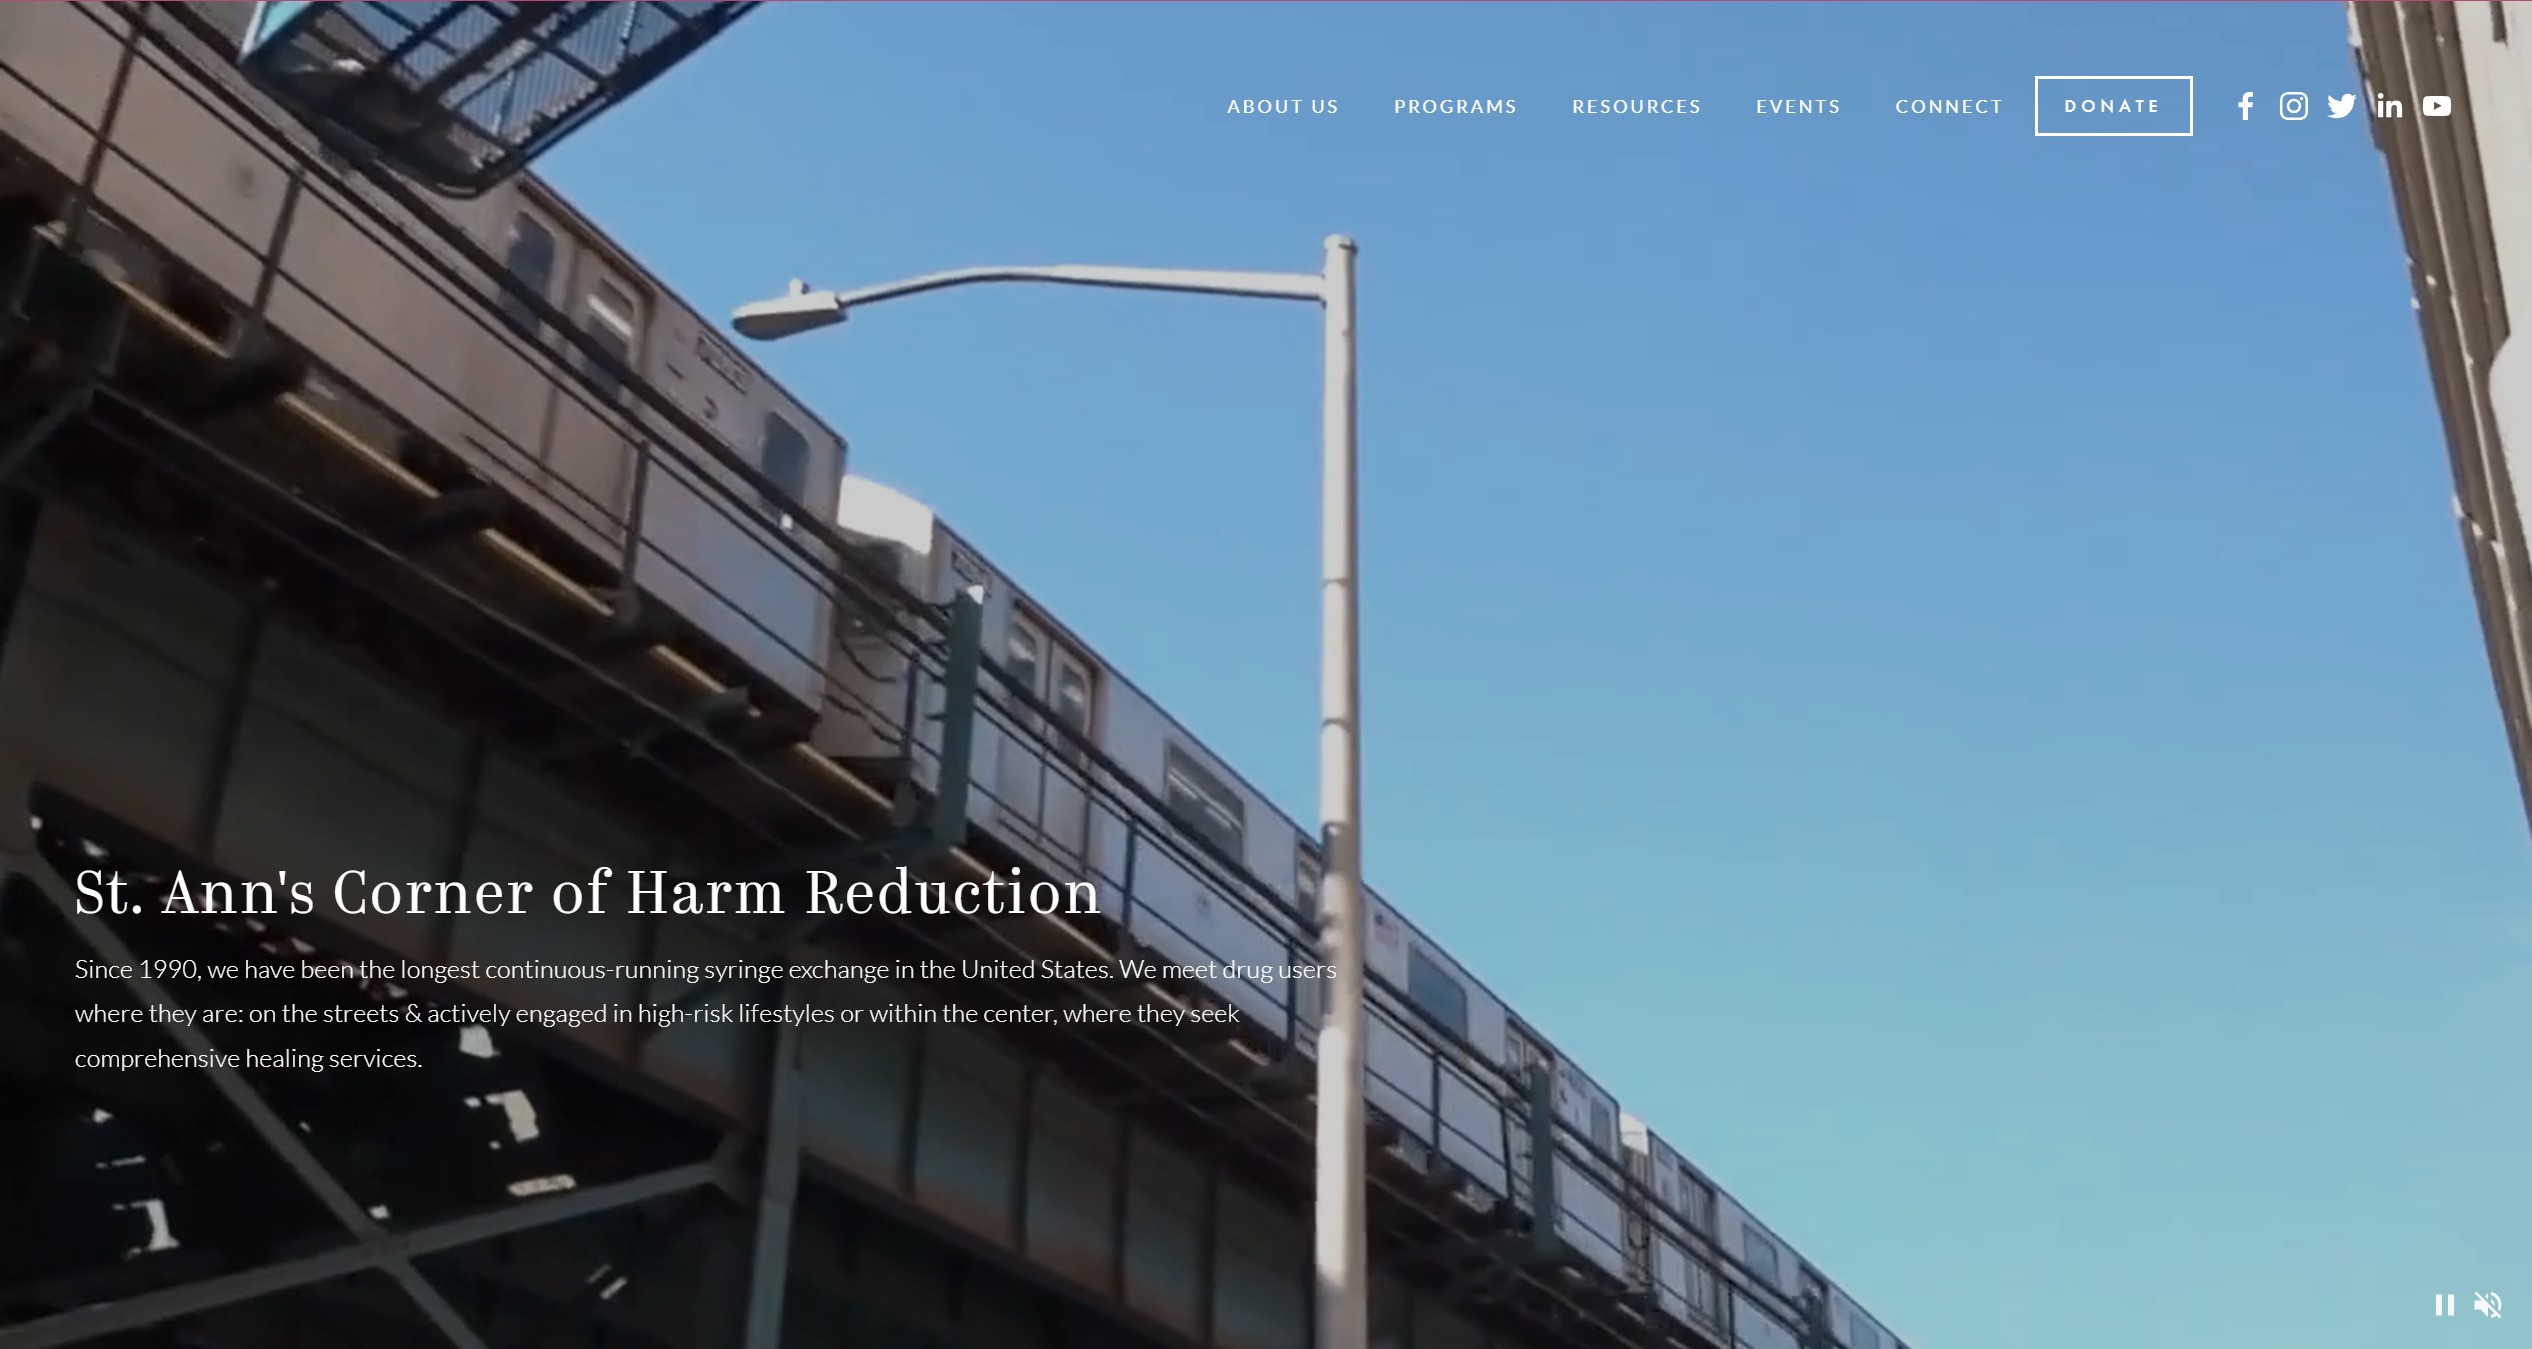 ABOUT US PROGRAMS RESOURCES EVENTS CONNECT DONATE
St. Ann's Corner of Harm Reduction
Since 1990, we have been the longest continuous-running syringe exchange in the United States. We meet drug users
where they are: on the streets & actively engaged in high-risk lifestyles or within the center, where they seek
comprehensive healing services.